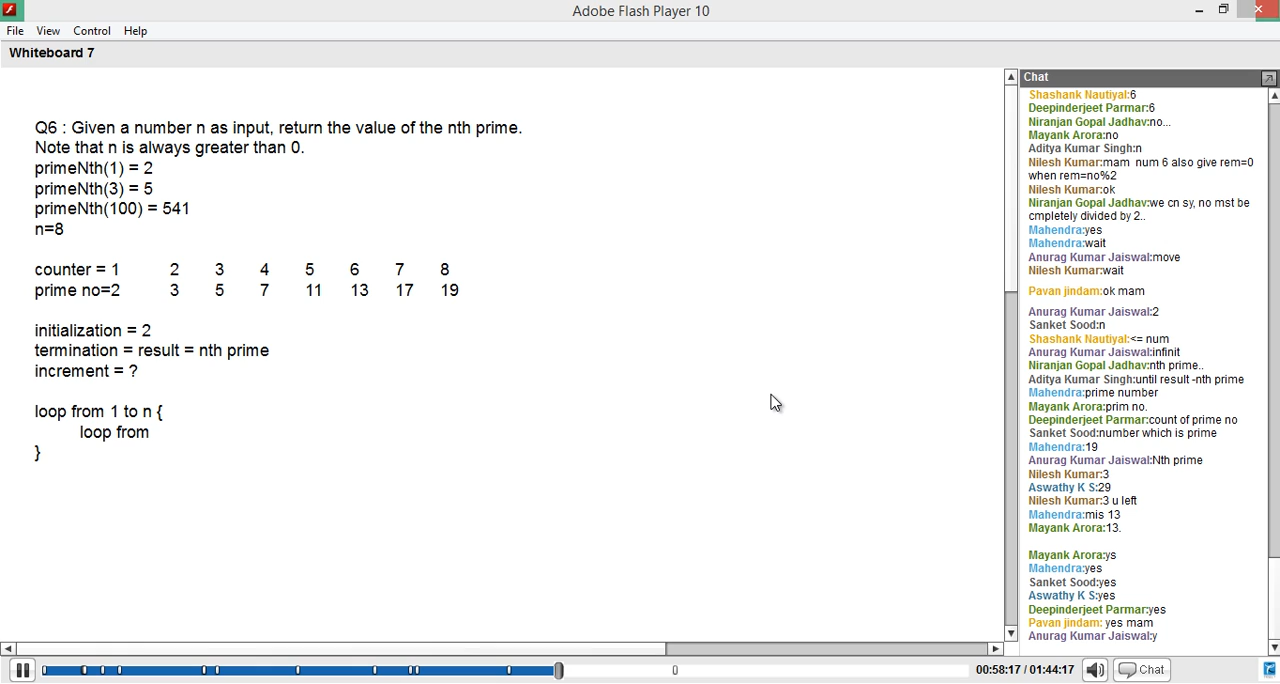 Adobe Flash Player 10
File View Control Help
Whiteboard 7
Q6 : Given a number n as input, return the value of the nth prime.
Note that n is always greater than 0.
primeNth(1) = 2
primeNth(3) = 5
primeNth(100) = 541
n=8
counter = 1 2 3 4 5 6 7 8
prime no=2 3 5 7 11 13 17 19
initialization = 2
termination = result = nth prime
increment = ?
loop from 1 to n {
loop from
}
Chat
Shashank Nautiyal:6
Deepinderjeet Parmar:6
Niranjan Gopal Jadhav:no...
Mayank Arora:no
Aditya Kumar Singh:n
Nilesh Kumar:mam num 6 also give rem=0
when rem=no%2
Nilesh Kumar:ok
Niranjan Gopal Jadhav:we cn sy, no mst be
cmpletely divided by 2..
Mahendra:yes
Mahendra:wait
Anurag Kumar Jaiswal:move
Nilesh Kumar:wait
Pavan jindam:ok mam
Anurag Kumar Jaiswal:2
Sanket Sood:n
Shashank Nautiyal:<= num
Anurag Kumar Jaiswal:infinit
Niranjan Gopal Jadhav:nth prime..
Aditya Kumar Singh:until result -nth prime
Mahendra:prime number
Mayank Arora:prim no.
Deepinderjeet Parmar:count of prime no
Sanket Sood:number which is prime
Mahendra:19
Anurag Kumar Jaiswal:Nth prime
Nilesh Kumar:3
Aswathy K S:29
Nilesh Kumar:3 u left
Mahendra:mis 13
Mayank Arora:13.
Mayank Arora:ys
Mahendra:yes
Sanket Sood:yes
Aswathy K S:yes
Deepinderjeet Parmar:yes
Pavan jindam: yes mam
Anurag Kumar Jaiswal:y
00:58:17 / 01:44:17
Chat